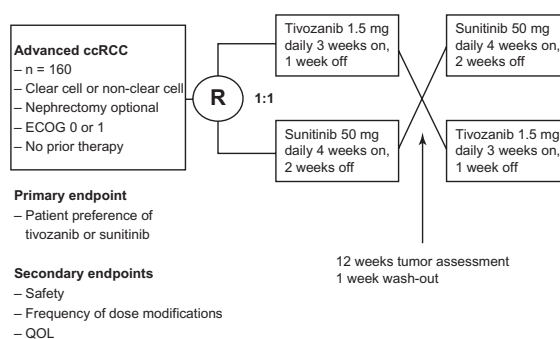 Advanced ccRCC
– n = 160
– Clear cell or non-clear cell
– Nephrectomy optional
– ECOG 0 or 1
– No prior therapy
R
1:1
Tivozanib 1.5 mg
daily 3 weeks on,
1 week off
Sunitinib 50 mg
daily 4 weeks on,
2 weeks off
Sunitinib 50 mg
daily 4 weeks on,
2 weeks off
Tivozanib 1.5 mg
daily 3 weeks on,
1 week off
12 weeks tumor assessment
1 week wash-out
Primary endpoint
– Patient preference of
tivozanib or sunitinib
Secondary endpoints
– Safety
– Frequency of dose modifications
– QOL